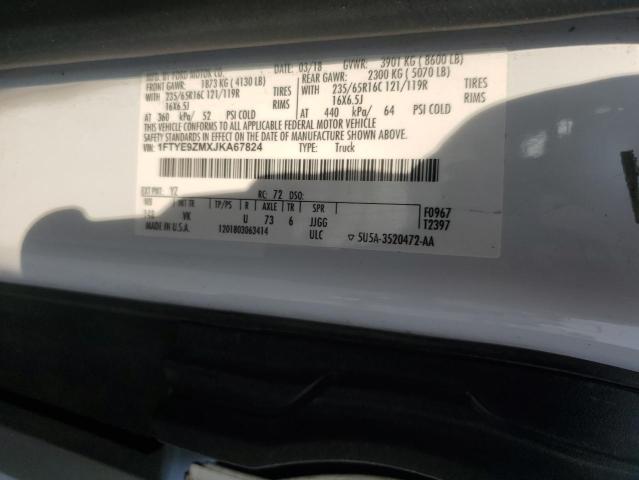 MFD. BY FORD MOTOR CO.
DATE: 03/18 GVWR: 3901 KG ( 8600 LB)
FRONT GAWR: 1873 KG ( 4130 LB) REAR GAWR: 2300 KG ( 5070 LB)
WITH 235/65R16C 121/119R TIRES WITH 235/65R16C 121/119R TIRES
16X6.5J RIMS 16X6.5J RIMS
AT 360 kPa/ 52 PSI COLD AT 440 kPa/ 64 PSI COLD
THIS VEHICLE CONFORMS TO ALL APPLICABLE FEDERAL MOTOR VEHICLE
SAFETY STANDARDS IN EFFECT ON THE DATE OF MANUFACTURE SHOWN ABOVE.
VIN: 1FTYE9ZMXJKA67824 TYPE: Truck
EXT PNT: YZ RC: 72 DSO:
WB INT TR TP/PS R AXLE TR SPR F0967
148 VK U 73 6 JJGG T2397
MADE IN U.S.A. 1201803063414 ULC ▽ 5U5A-3520472-AA